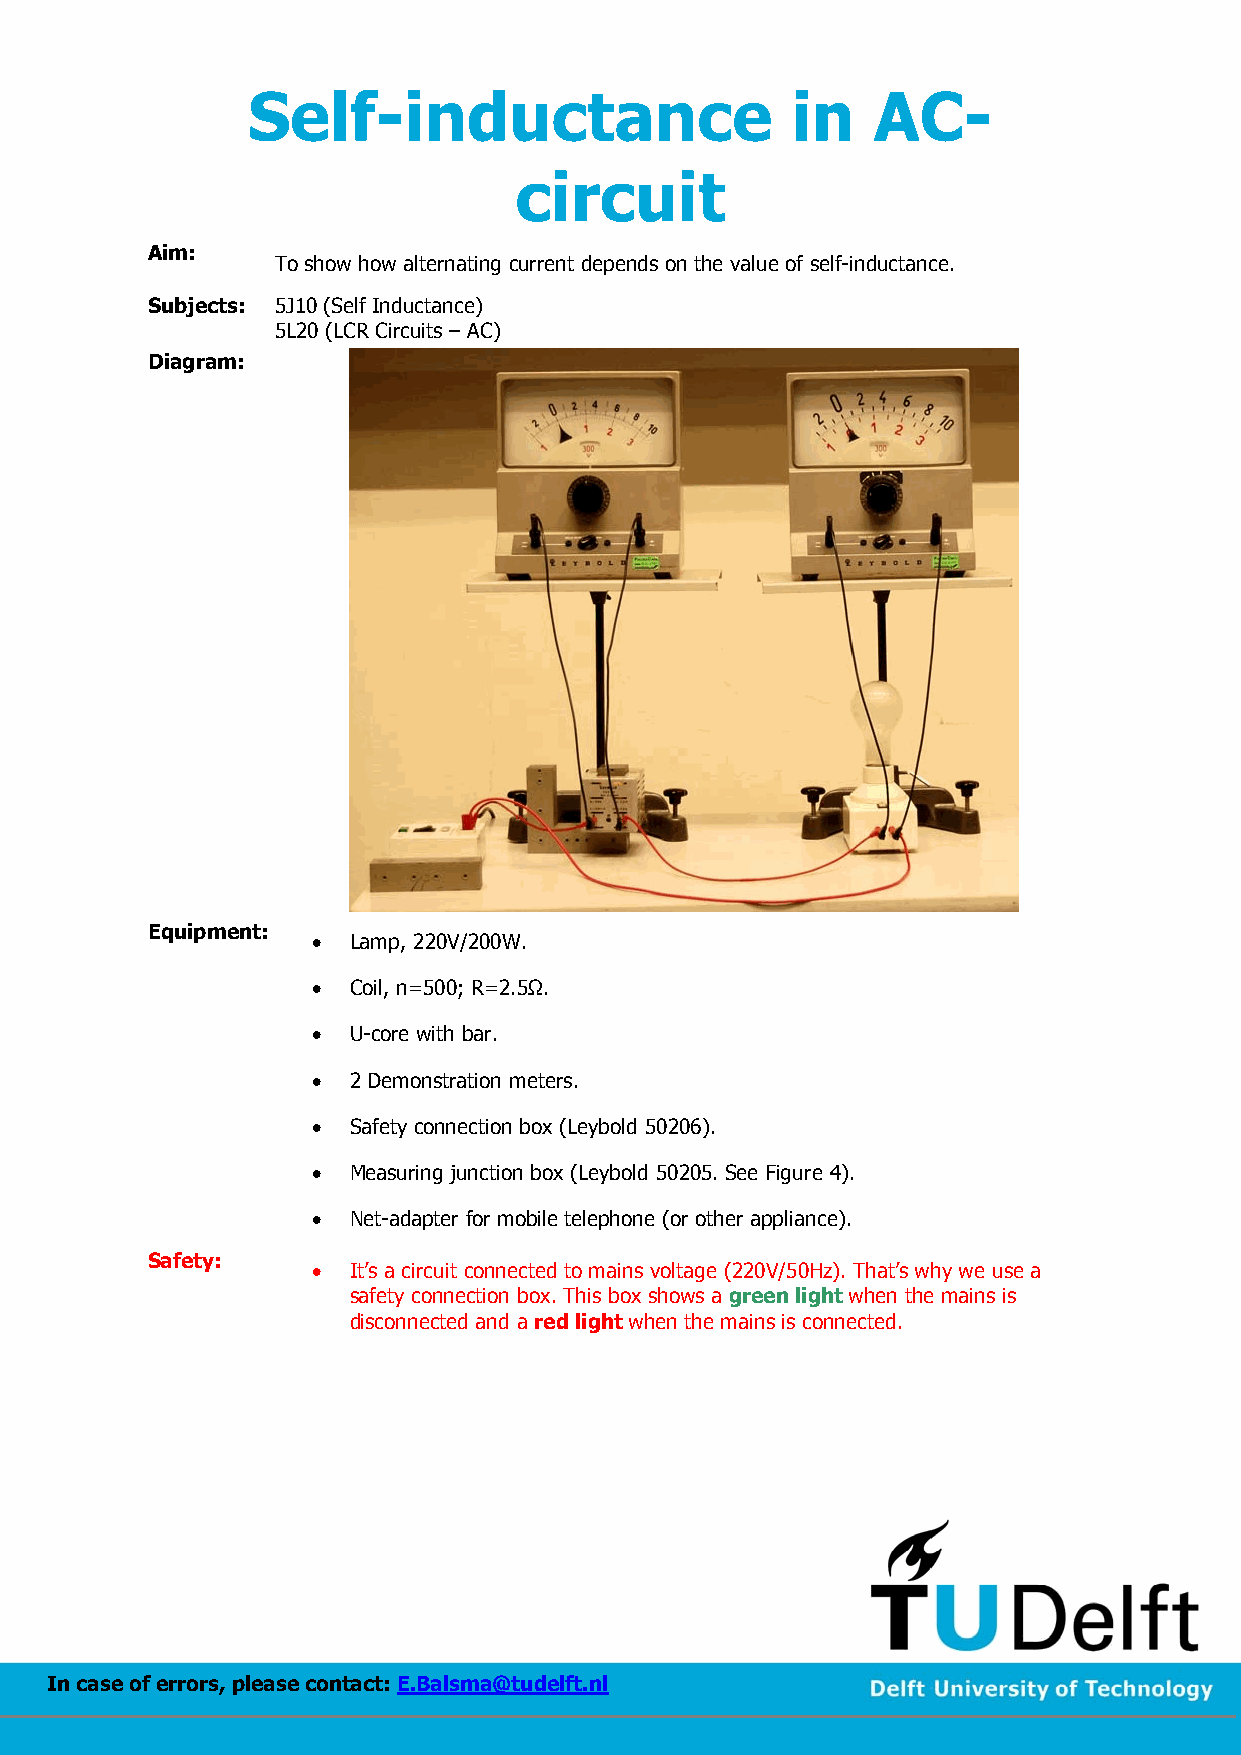 Self-inductance in AC-
circuit
Aim:
To show how alternating current depends on the value of self-inductance.
Subjects: 5J10 (Self Inductance)
5L20 (LCR Circuits – AC)
Diagram:
0 2 4 6 8 10
2
1 1 2 3
300
V
LEYBOLD
0 2 4 6 8 10
2
1 1 2 3
300
V
LEYBOLD
Equipment:
• Lamp, 220V/200W.
• Coil, n=500; R=2.5Ω.
• U-core with bar.
• 2 Demonstration meters.
• Safety connection box (Leybold 50206).
• Measuring junction box (Leybold 50205. See Figure 4).
• Net-adapter for mobile telephone (or other appliance).
Safety:
• It’s a circuit connected to mains voltage (220V/50Hz). That’s why we use a
safety connection box. This box shows a green light when the mains is
disconnected and a red light when the mains is connected.
TUDelft
In case of errors, please contact: E.Balsma@tudelft.nl
Delft University of Technology